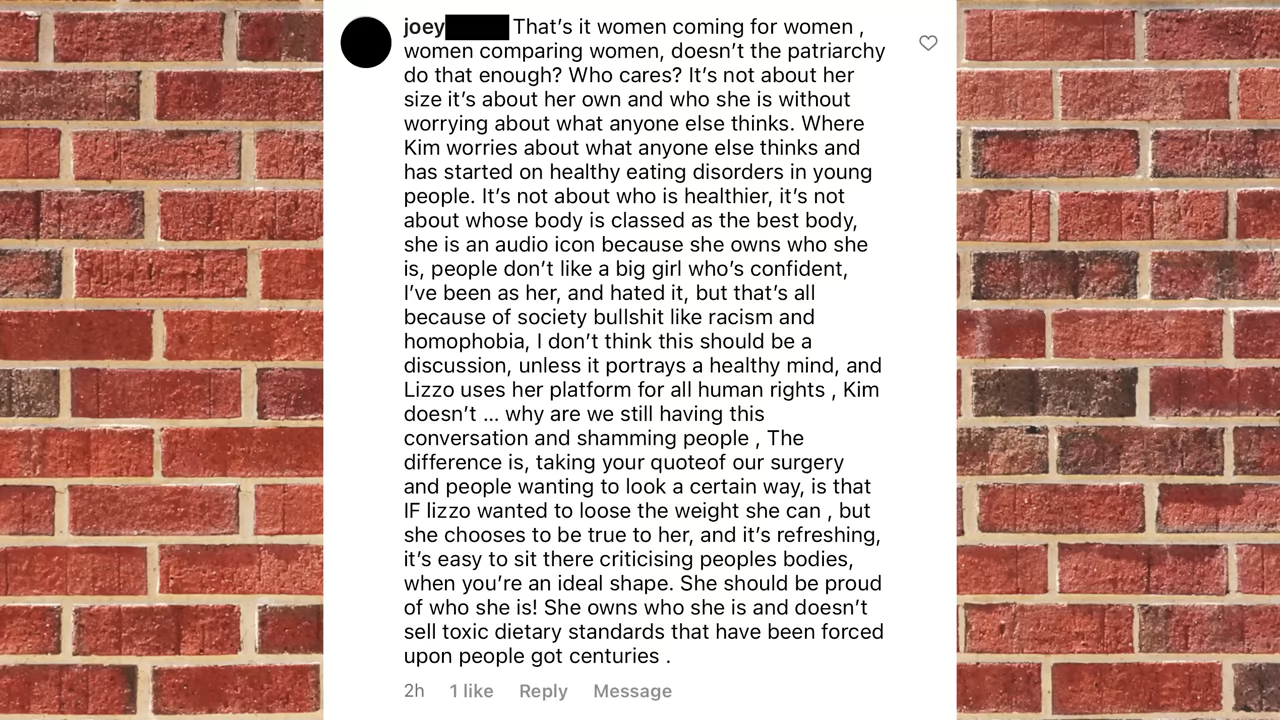 joey That’s it women coming for women ,
women comparing women, doesn’t the patriarchy
do that enough? Who cares? It’s not about her
size it’s about her own and who she is without
worrying about what anyone else thinks. Where
Kim worries about what anyone else thinks and
has started on healthy eating disorders in young
people. It’s not about who is healthier, it’s not
about whose body is classed as the best body,
she is an audio icon because she owns who she
is, people don’t like a big girl who’s confident,
I’ve been as her, and hated it, but that’s all
because of society bullshit like racism and
homophobia, I don’t think this should be a
discussion, unless it portrays a healthy mind, and
Lizzo uses her platform for all human rights , Kim
doesn’t ... why are we still having this
conversation and shamming people , The
difference is, taking your quoteof our surgery
and people wanting to look a certain way, is that
IF lizzo wanted to loose the weight she can , but
she chooses to be true to her, and it’s refreshing,
it’s easy to sit there criticising peoples bodies,
when you’re an ideal shape. She should be proud
of who she is! She owns who she is and doesn’t
sell toxic dietary standards that have been forced
upon people got centuries .
2h 1 like Reply Message